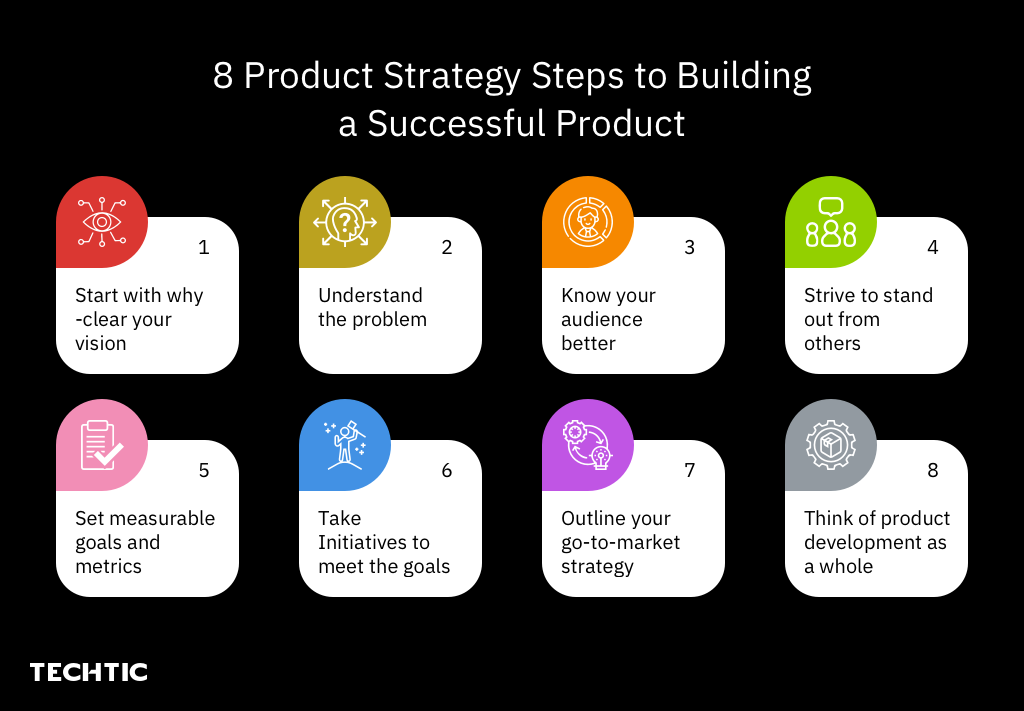 8 Product Strategy Steps to Building
a Successful Product
1
Start with why
-clear your
vision
2
Understand
the problem
3
Know your
audience
better
4
Strive to stand
out from
others
5
Set measurable
goals and
metrics
6
Take
Initiatives to
meet the goals
7
Outline your
go-to-market
strategy
8
Think of product
development as
a whole
TECHTIC